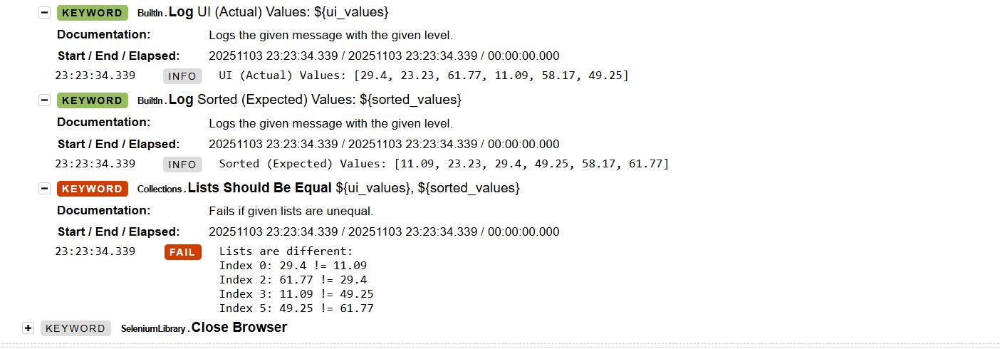 − KEYWORD BuiltIn.Log UI (Actual) Values: ${ui_values}
Documentation: Logs the given message with the given level.
Start / End / Elapsed: 20251103 23:23:34.339 / 20251103 23:23:34.339 / 00:00:00.000
23:23:34.339 INFO UI (Actual) Values: [29.4, 23.23, 61.77, 11.09, 58.17, 49.25]
− KEYWORD BuiltIn.Log Sorted (Expected) Values: ${sorted_values}
Documentation: Logs the given message with the given level.
Start / End / Elapsed: 20251103 23:23:34.339 / 20251103 23:23:34.339 / 00:00:00.000
23:23:34.339 INFO Sorted (Expected) Values: [11.09, 23.23, 29.4, 49.25, 58.17, 61.77]
− KEYWORD Collections.Lists Should Be Equal ${ui_values}, ${sorted_values}
Documentation: Fails if given lists are unequal.
Start / End / Elapsed: 20251103 23:23:34.339 / 20251103 23:23:34.339 / 00:00:00.000
23:23:34.339 FAIL Lists are different:
Index 0: 29.4 != 11.09
Index 2: 61.77 != 29.4
Index 3: 11.09 != 49.25
Index 5: 49.25 != 61.77
+ KEYWORD SeleniumLibrary.Close Browser